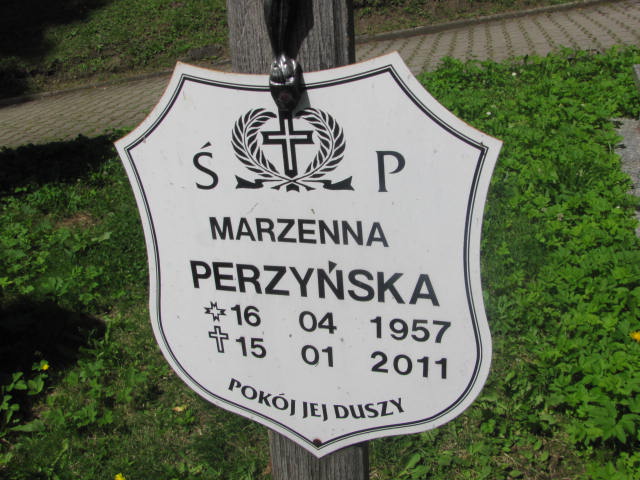 Ś P
MARZENNA
PERZYŃSKA
16 04 1957
15 01 2011
POKÓJ JEJ DUSZY